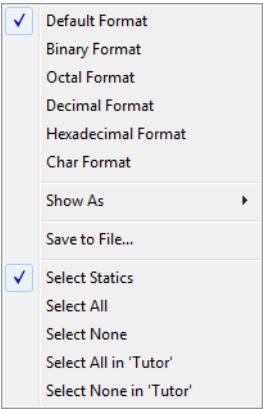 Default Format
Binary Format
Octal Format
Decimal Format
Hexadecimal Format
Char Format
Show As
Save to File...
Select Statics
Select All
Select None
Select All in 'Tutor'
Select None in 'Tutor'